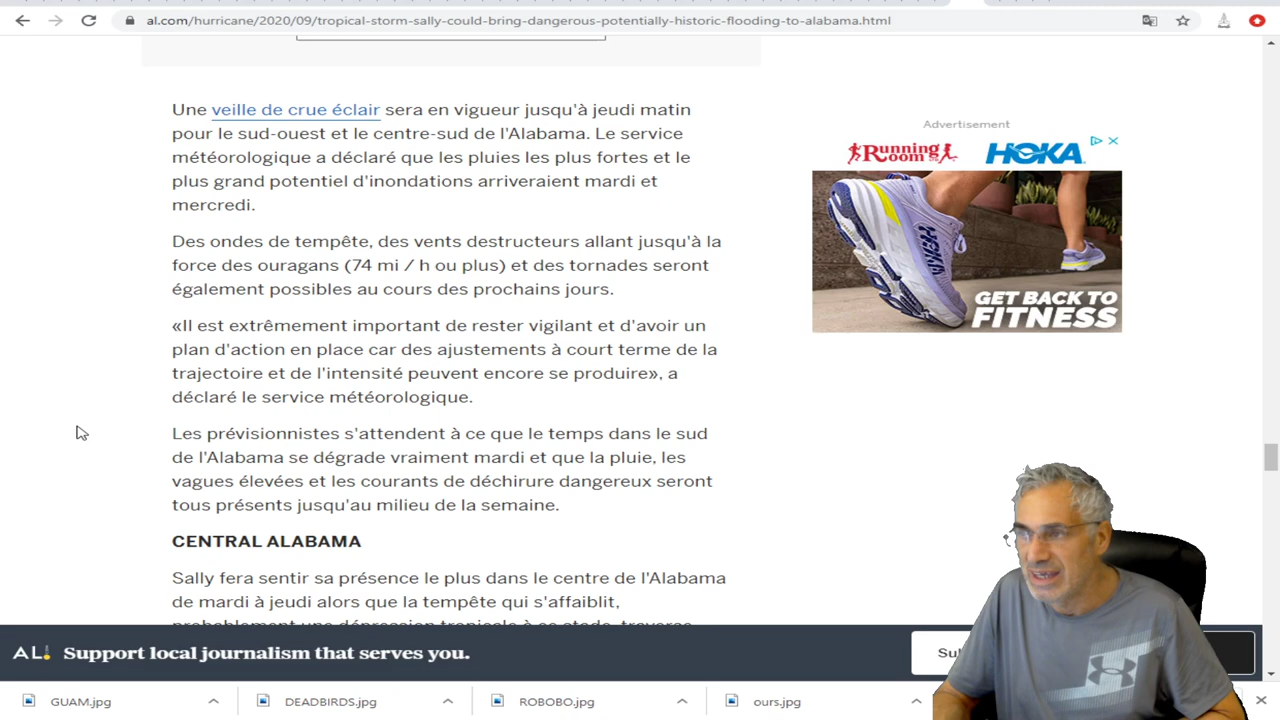 al.com/hurricane/2020/09/tropical-storm-sally-could-bring-dangerous-potentially-historic-flooding-to-alabama.html
Une veille de crue éclair sera en vigueur jusqu'à jeudi matin
pour le sud-ouest et le centre-sud de l'Alabama. Le service
météorologique a déclaré que les pluies les plus fortes et le
plus grand potentiel d'inondations arriveraient mardi et
mercredi.
Des ondes de tempête, des vents destructeurs allant jusqu'à la
force des ouragans (74 mi / h ou plus) et des tornades seront
également possibles au cours des prochains jours.
«Il est extrêmement important de rester vigilant et d'avoir un
plan d'action en place car des ajustements à court terme de la
trajectoire et de l'intensité peuvent encore se produire», a
déclaré le service météorologique.
Les prévisionnistes s'attendent à ce que le temps dans le sud
de l'Alabama se dégrade vraiment mardi et que la pluie, les
vagues élevées et les courants de déchirure dangereux seront
tous présents jusqu'au milieu de la semaine.
CENTRAL ALABAMA
Sally fera sentir sa présence le plus dans le centre de l'Alabama
de mardi à jeudi alors que la tempête qui s'affaiblit,
probablement une dépression tropicale à ce stade, traverse
Advertisement
Running Room
HOKA
HOKA
GET BACK TO
FITNESS
AL
Support local journalism that serves you.
GUAM.jpg
DEADBIRDS.jpg
ROBOBO.jpg
ours.jpg